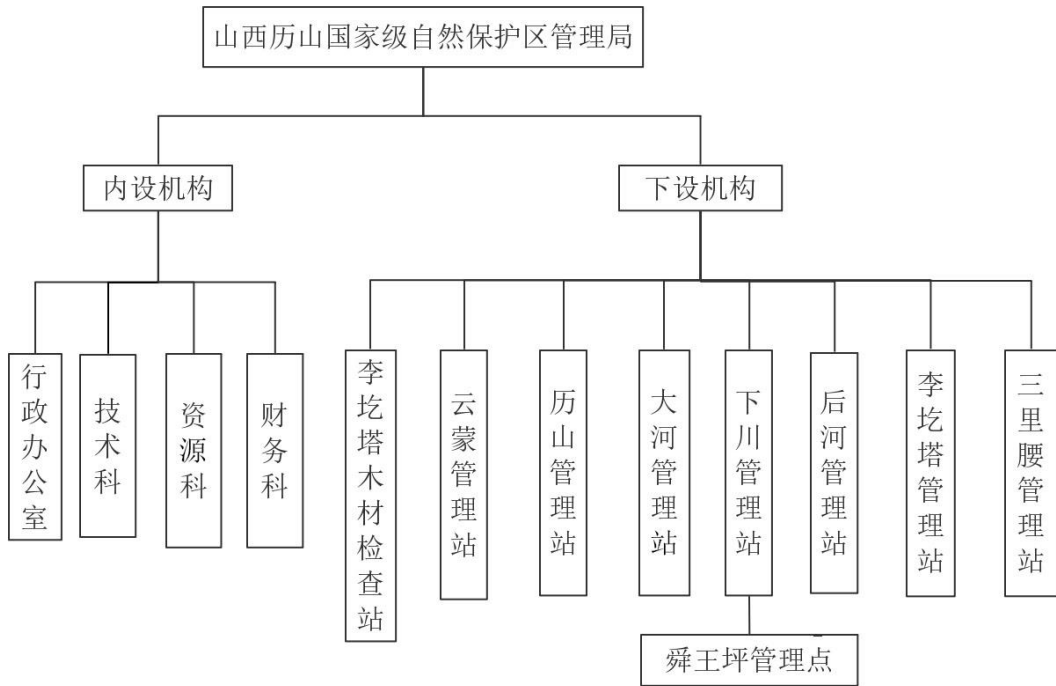 山西历山国家级自然保护区管理局
内设机构
下设机构
行政办公室
技术科
资源科
财务科
李圪塔木材检查站
云蒙管理站
历山管理站
大河管理站
下川管理站
后河管理站
李圪塔管理站
三里腰管理站
舜王坪管理点